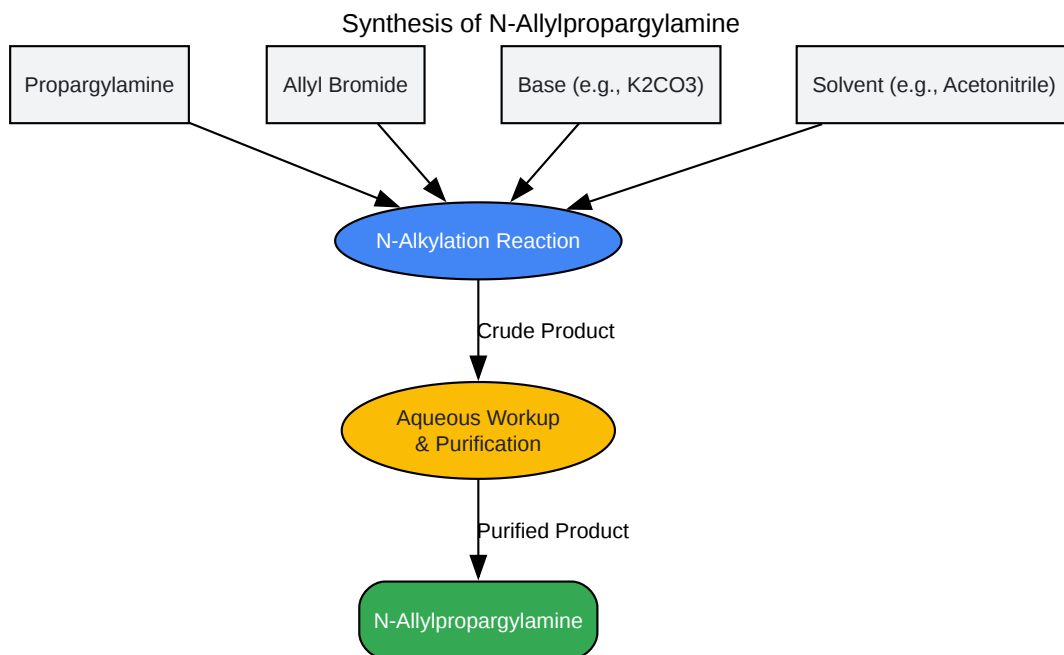 Synthesis of N-Allylpropargylamine
Propargylamine
Allyl Bromide
Base (e.g., K2CO3)
Solvent (e.g., Acetonitrile)
N-Alkylation Reaction
Crude Product
Aqueous Workup
& Purification
Purified Product
N-Allylpropargylamine